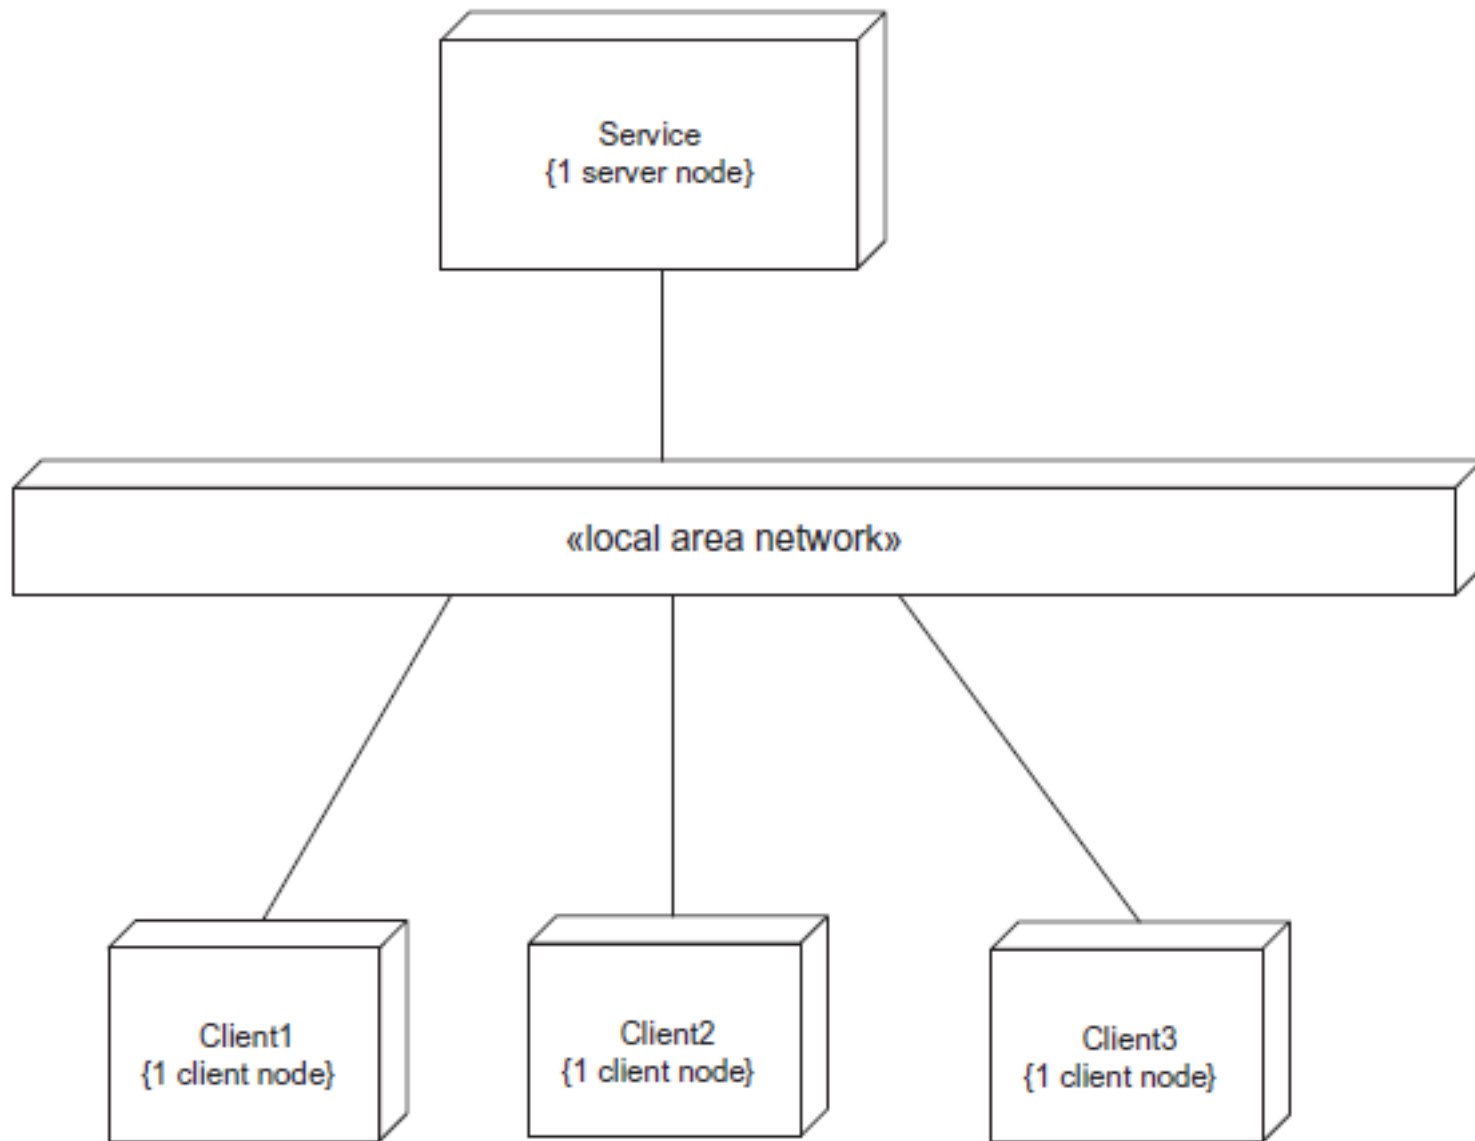 Service
{1 server node}
«local area network»
Client1
{1 client node}
Client2
{1 client node}
Client3
{1 client node}